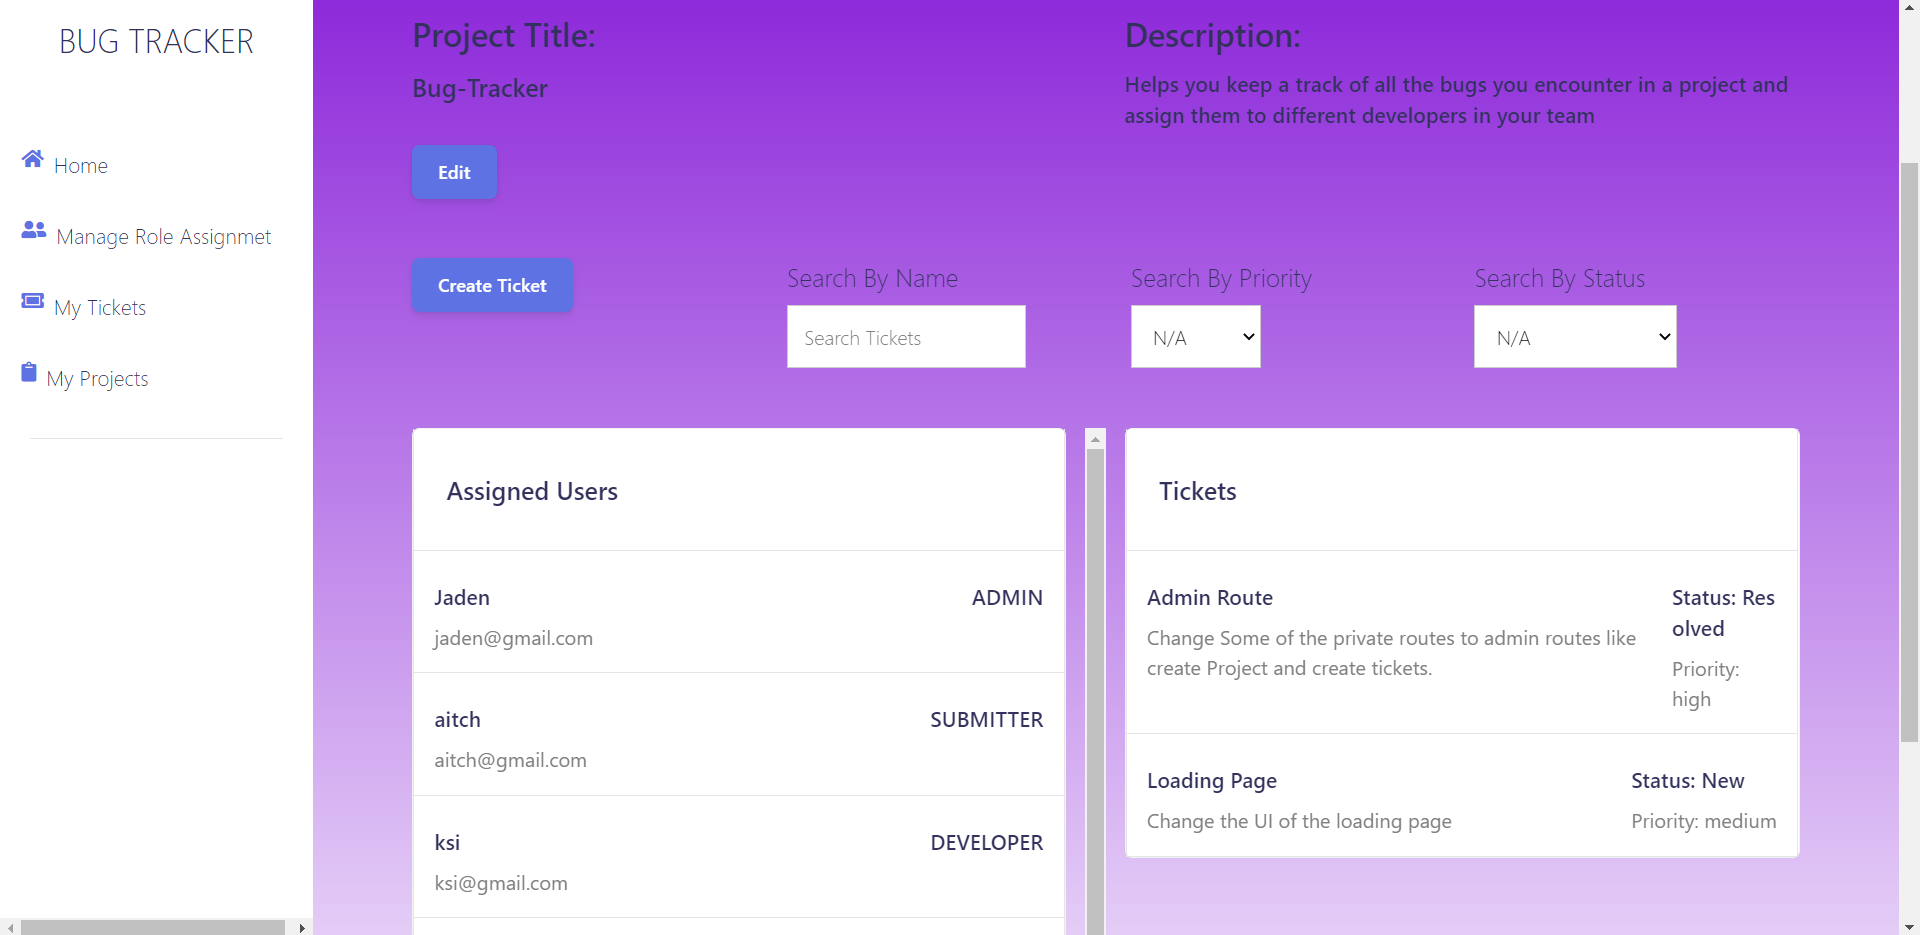 BUG TRACKER
Home
Manage Role Assignmet
My Tickets
My Projects
Project Title:
Bug-Tracker
Edit
Description:
Helps you keep a track of all the bugs you encounter in a project and
assign them to different developers in your team
Create Ticket
Search By Name
Search Tickets
Search By Priority
N/A
Search By Status
N/A
Assigned Users
Jaden
ADMIN
jaden@gmail.com
aitch
SUBMITTER
aitch@gmail.com
ksi
DEVELOPER
ksi@gmail.com
Tickets
Admin Route
Change Some of the private routes to admin routes like
create Project and create tickets.
Status: Res
olved
Priority:
high
Loading Page
Status: New
Change the UI of the loading page
Priority: medium